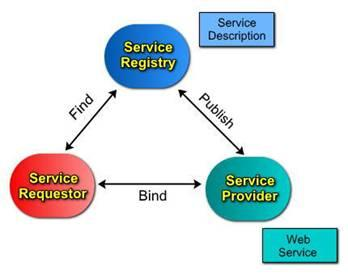 Service
Description
Service
Registry
Find
Publish
Service
Requestor
Bind
Service
Provider
Web
Service